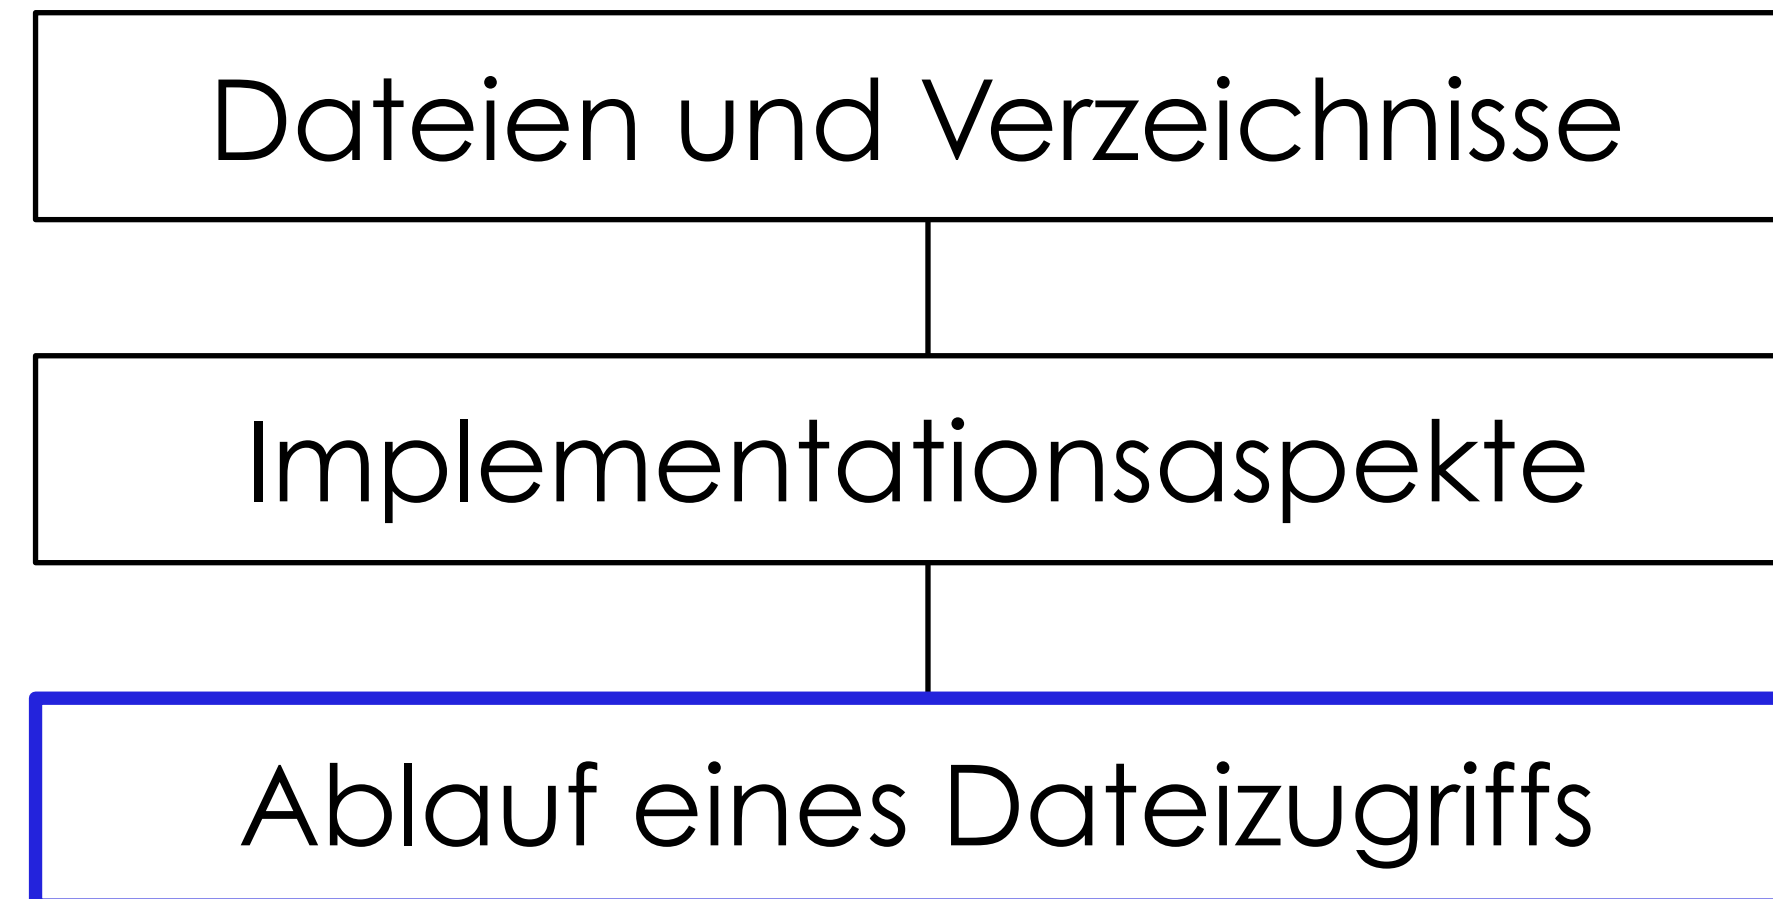 Dateien und Verzeichnisse
Implementationsaspekte
Ablauf eines Dateizugriffs